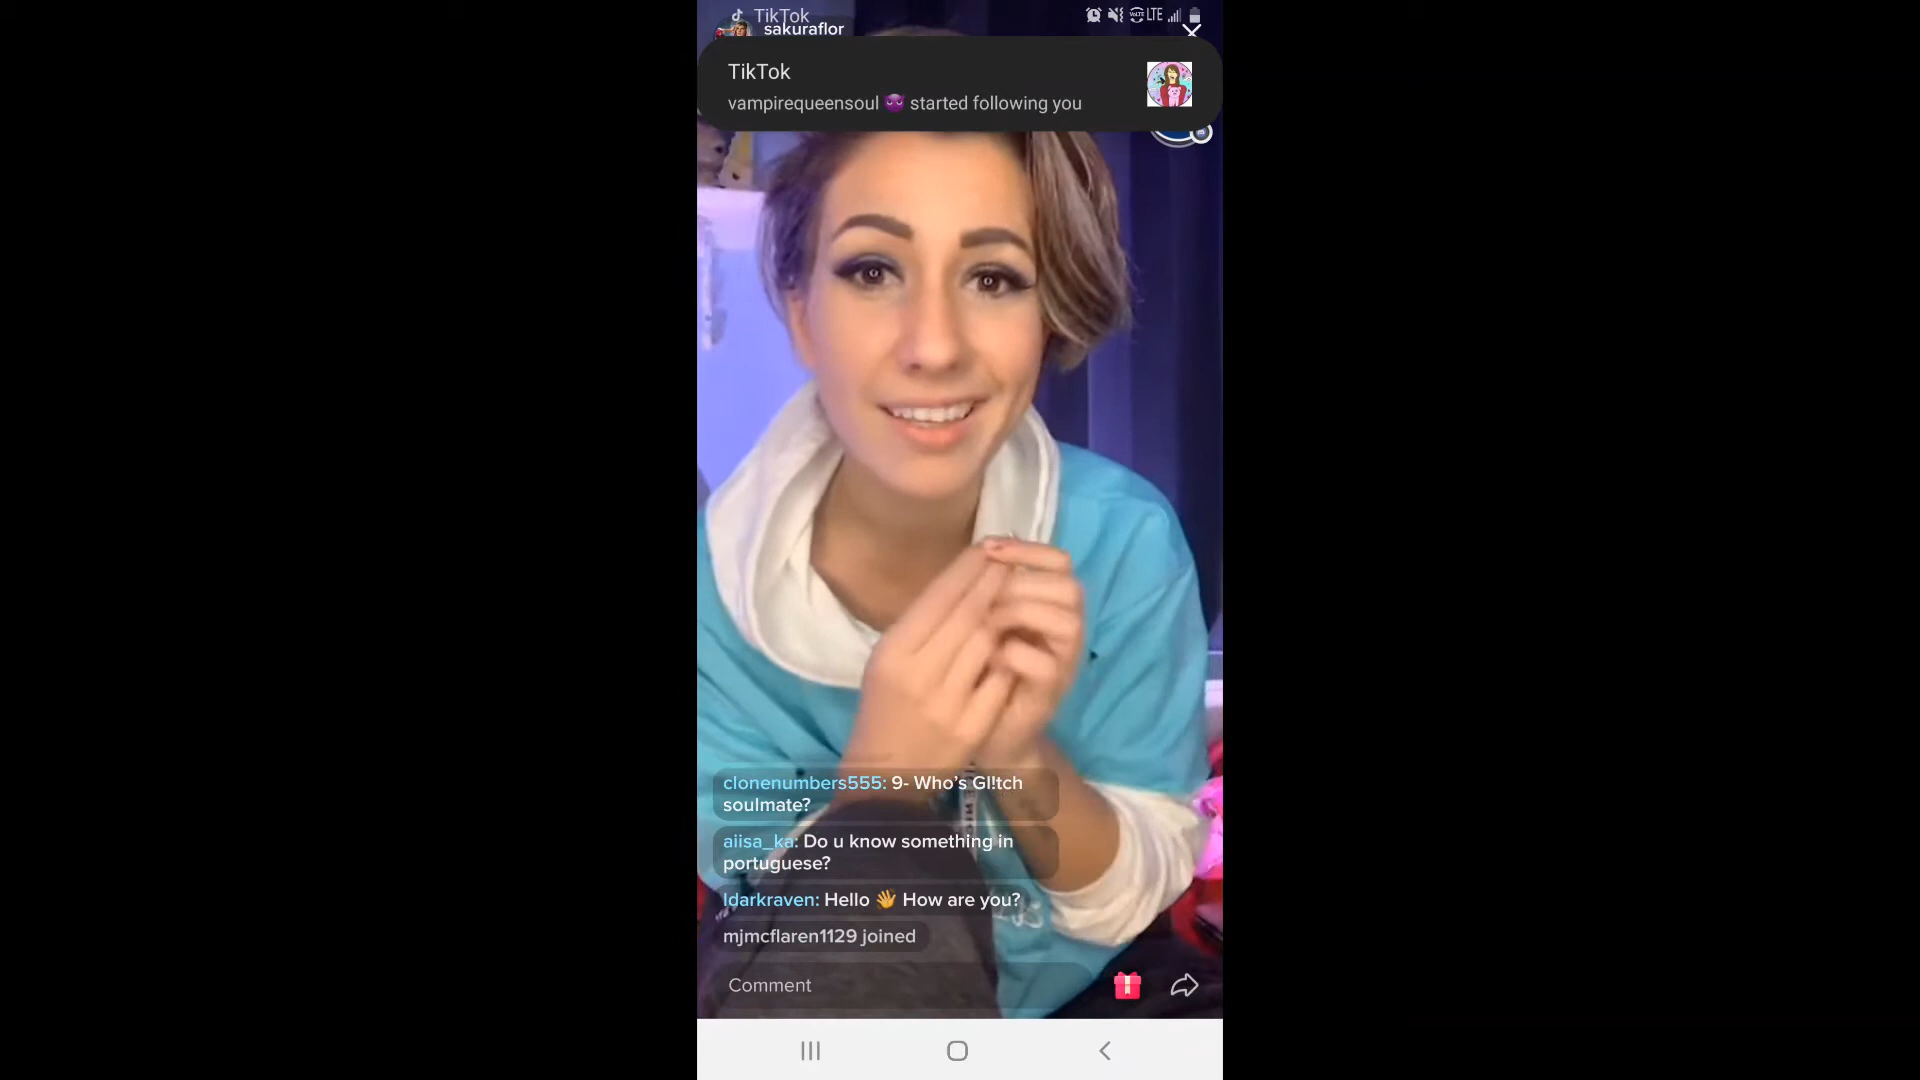 TikTok
LTE
sakuraflor
TikTok
vampirequeensoul 😈 started following you
clonenumbers555: 9- Who's Gl!tch
soulmate?
aiisa_ka: Do u know something in
portuguese?
ldarkraven: Hello 👋 How are you?
mjmcflaren1129 joined
Comment